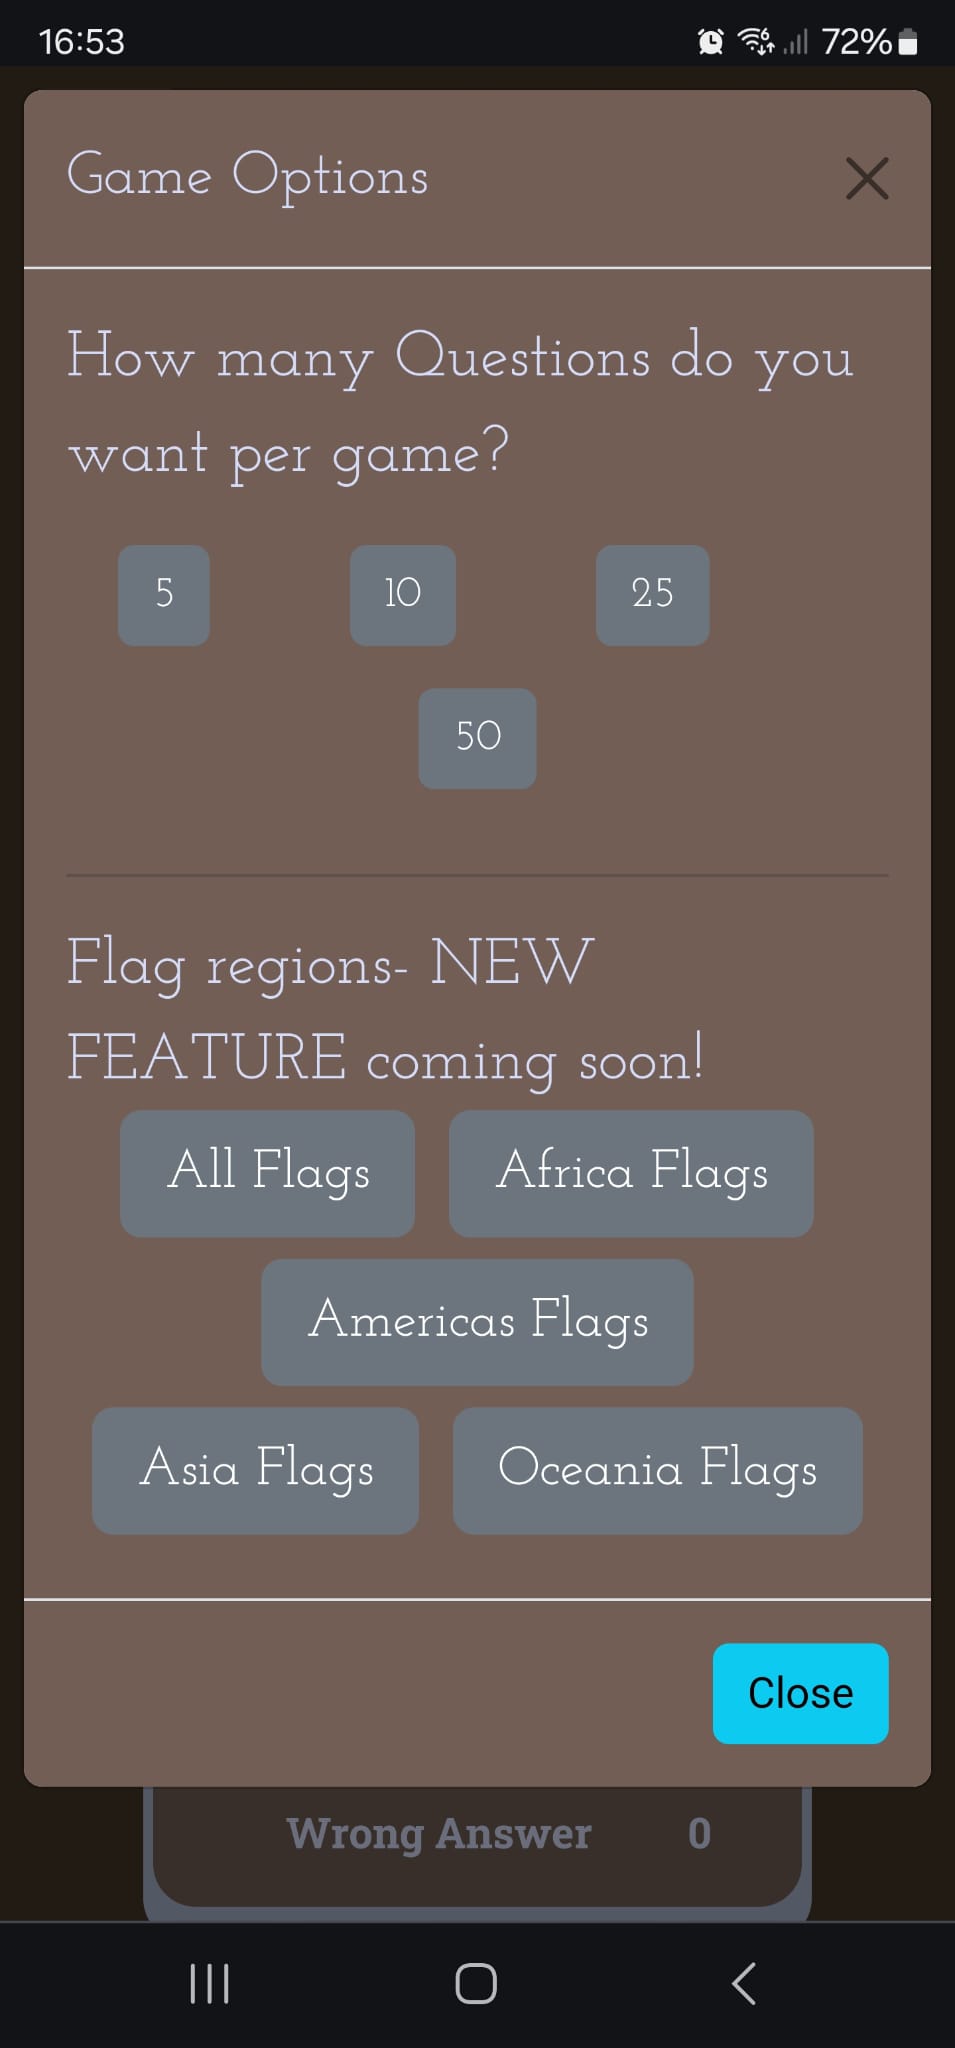 16:53 72%
Game Options
How many Questions do you
want per game?
5 10 25
50
Flag regions- NEW
FEATURE coming soon!
All Flags Africa Flags
Americas Flags
Asia Flags Oceania Flags
Close
Wrong Answer 0